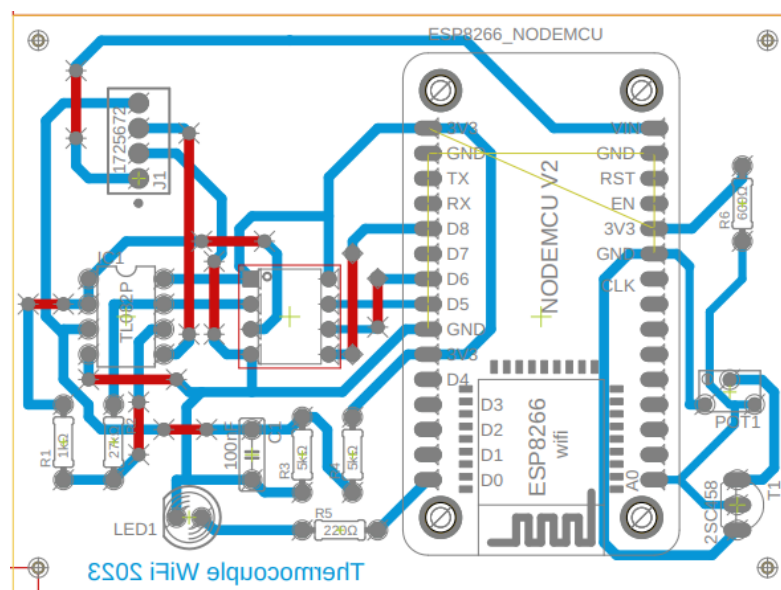 ESP8266_NODEMCU
1725672
J1
3V3
GND
TX
RX
D8
D7
D6
D5
GND
3V3
D4
D3
D2
D1
D0
VIN
GND
RST
EN
3V3
GND
CLK
A0
NODEMCU V2
ESP8266
wifi
IC1
TL082P
R1
1kΩ
27kΩ
100n
R3
5kΩ
5kΩ
LED1
R5
220Ω
R6
600Ω
POT1
T1
Thermocouple WiFi 2023